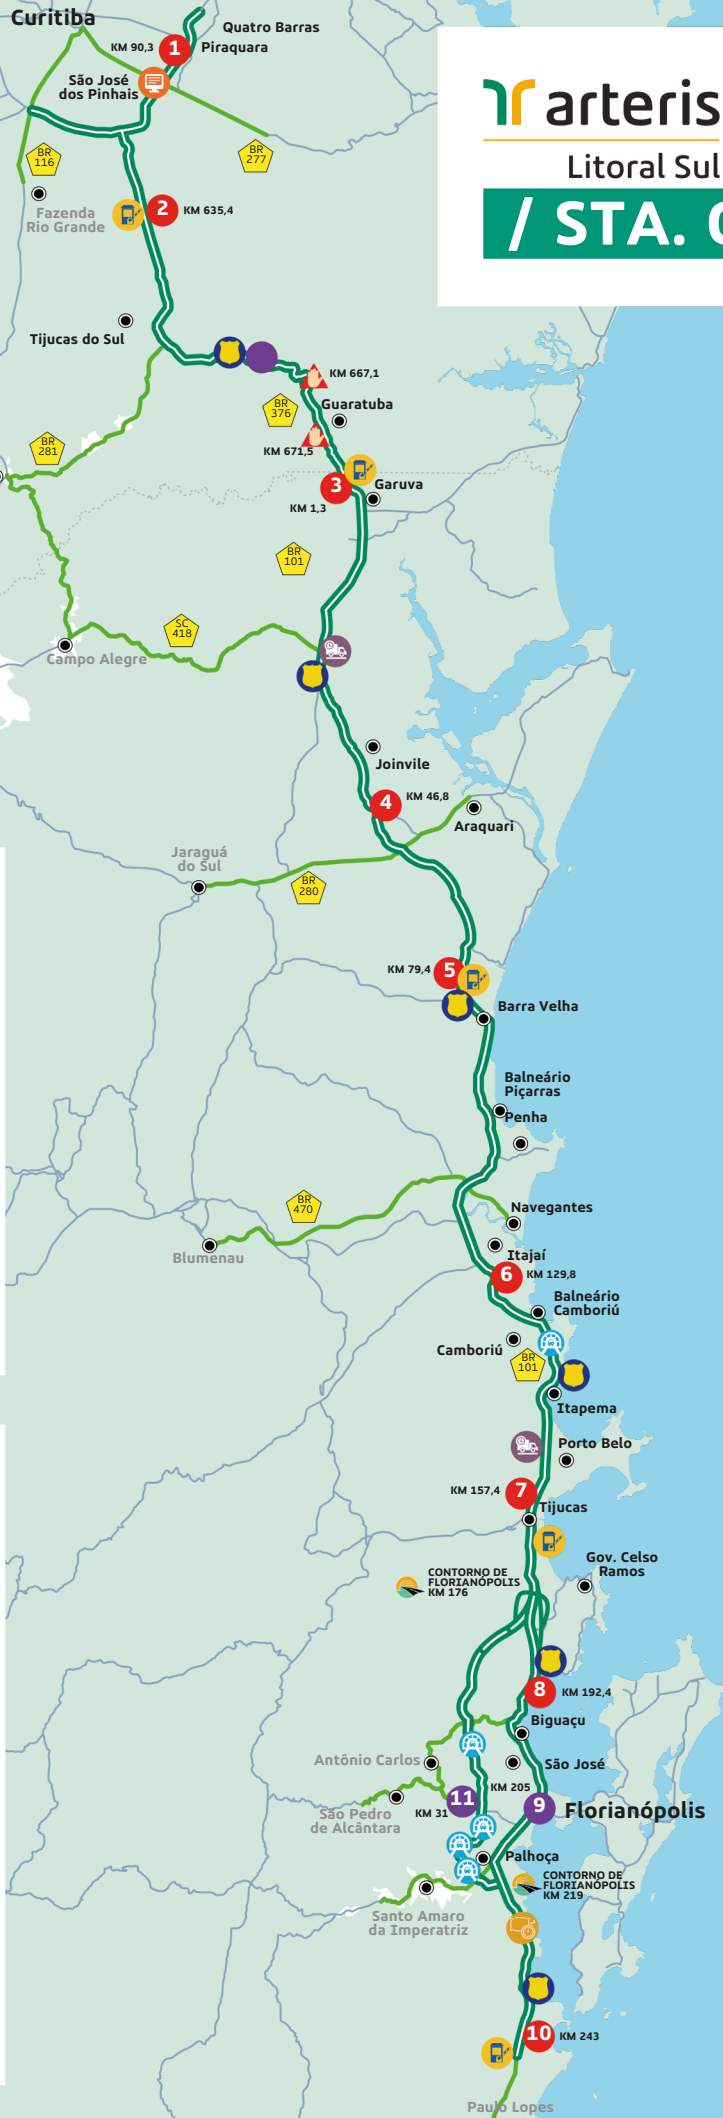 Curitiba
Quatro Barras
KM 90,3
1
Piraquara
São José
dos Pinhais
arteris
Litoral Sul
/ STA.
BR
116
BR
277
Fazenda
Rio Grande
2
KM 635,4
Tijucas do Sul
KM 667,1
BR
376
Guaratuba
BR
281
KM 671,5
3
Garuva
KM 1,3
BR
101
SC
418
Campo Alegre
Joinvile
4
KM 46,8
Araquari
Jaraguá
do Sul
BR
280
KM 79,4
5
Barra Velha
Balneário
Piçarras
Penha
BR
470
Navegantes
Blumenau
Itajaí
6
KM 129,8
Balneário
Camboriú
Camboriú
BR
101
Itapema
Porto Belo
KM 157,4
7
Tijucas
Gov. Celso
Ramos
CONTORNO DE
FLORIANÓPOLIS
KM 176
8
KM 192,4
Biguaçu
Antônio Carlos
São José
KM 205
São Pedro
de Alcântara
KM 31
11
9
Florianópolis
Palhoça
CONTORNO DE
FLORIANÓPOLIS
KM 219
Santo Amaro
da Imperatriz
10
KM 243
Paulo Lopes